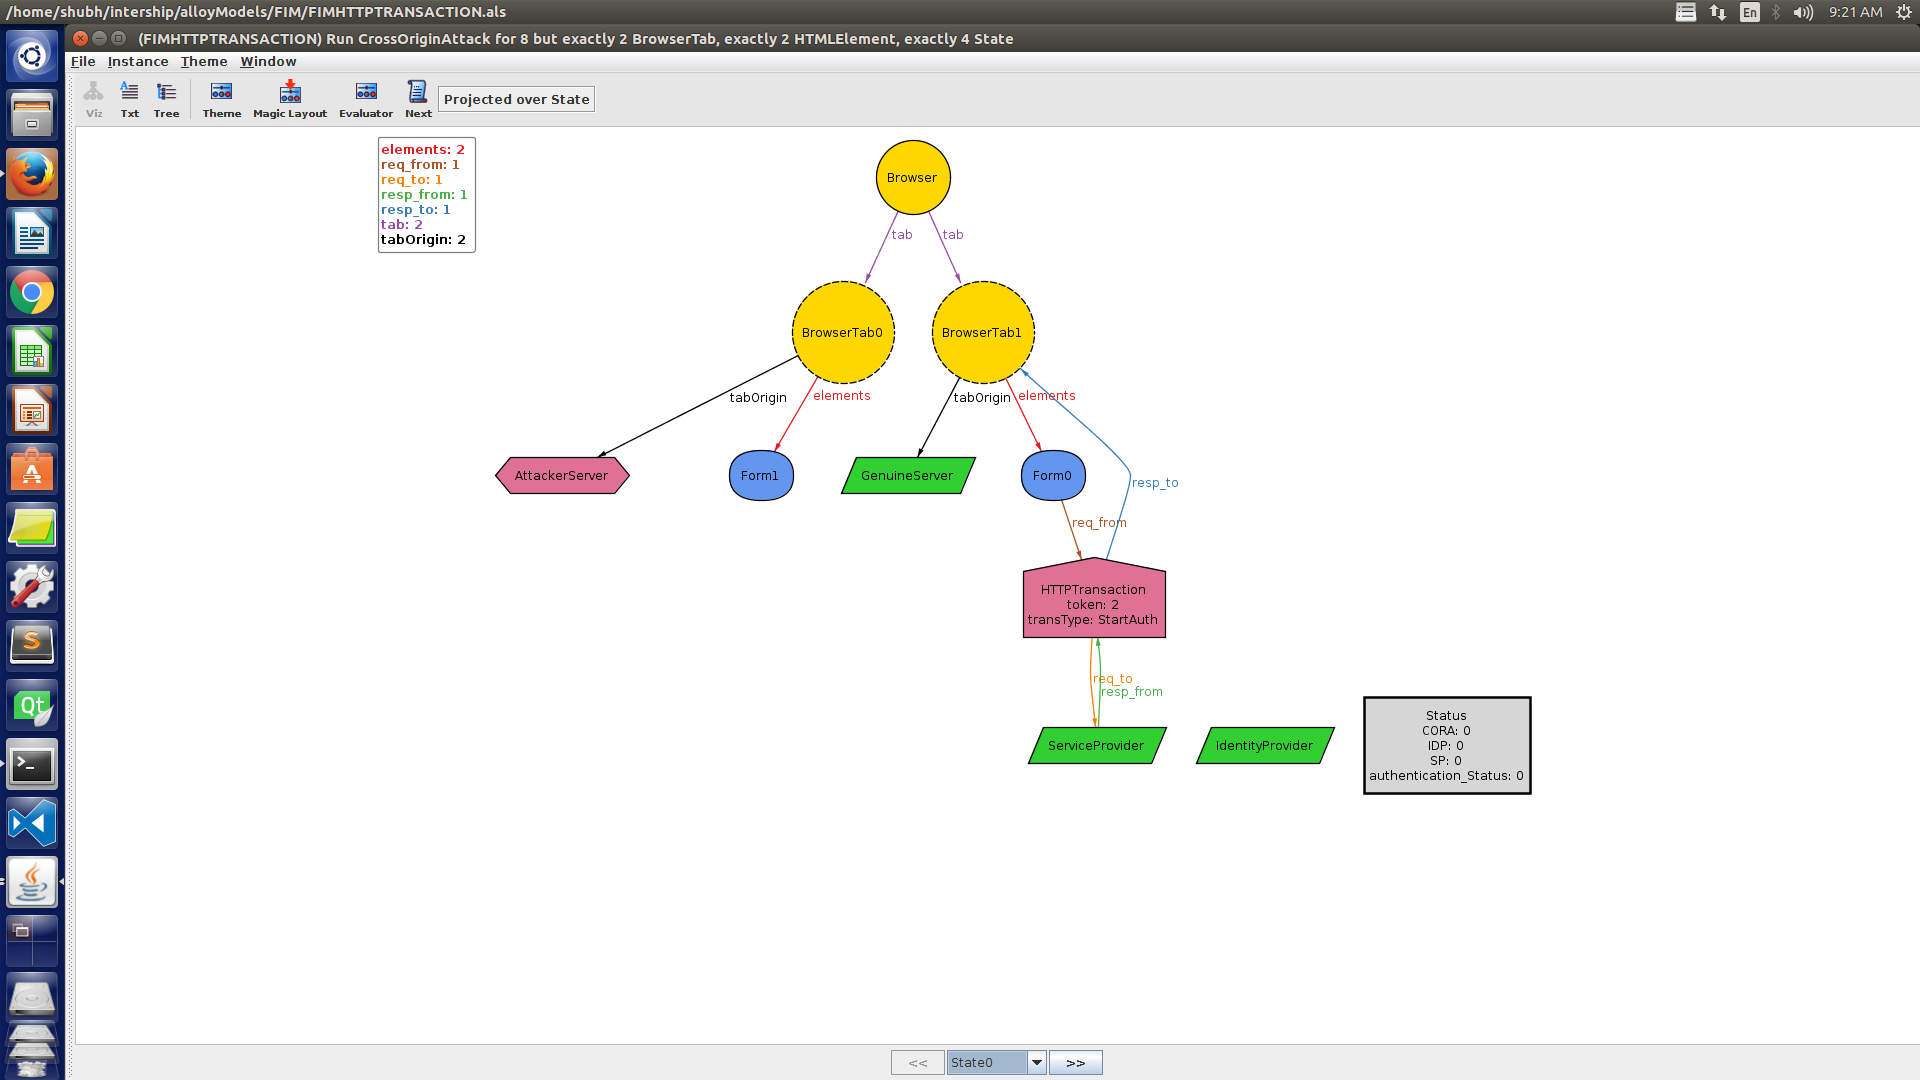 /home/shubh/intership/alloyModels/FIM/FIMHTTPTRANSACTION.als
En
9:21 AM
(FIMHTTPTRANSACTION) Run CrossOriginAttack for 8 but exactly 2 BrowserTab, exactly 2 HTMLElement, exactly 4 State
File Instance Theme Window
Viz Txt Tree Theme Magic Layout Evaluator Next Projected over State
elements: 2
req_from: 1
req_to: 1
resp_from: 1
resp_to: 1
tab: 2
tabOrigin: 2
Browser
tab tab
BrowserTab0 BrowserTab1
tabOrigin elements tabOrigin elements
AttackerServer Form1 GenuineServer Form0
resp_to
req_from
HTTPTransaction
token: 2
transType: StartAuth
req_to
resp_from
ServiceProvider IdentityProvider
Status
CORA: 0
IDP: 0
SP: 0
authentication_Status: 0
<< State0 >>